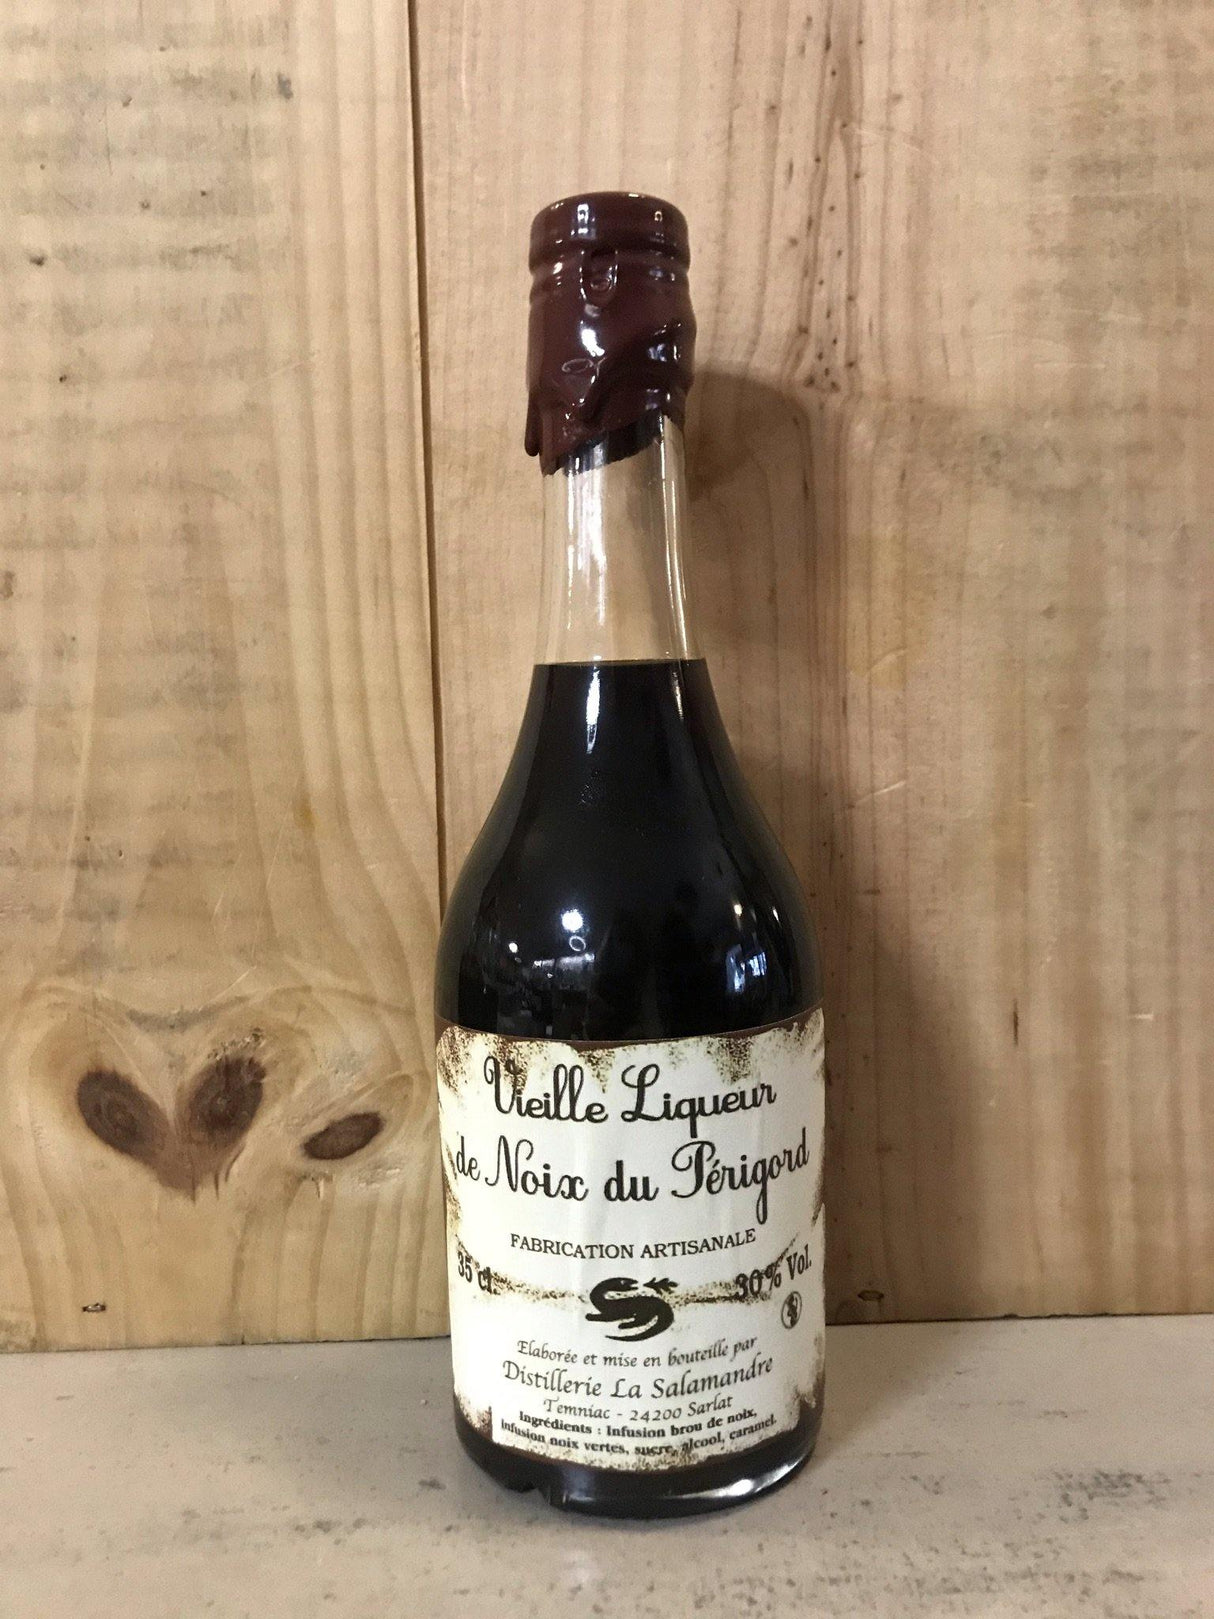 Vieille Liqueur
de Noix du Périgord
FABRICATION ARTISANALE
35 cl. 30% Vol.
Elaborée et mise en bouteille par
Distillerie La Salamandre
Temniac - 24200 Sarlat
Ingrédients : Infusion brou de noix,
infusion noix vertes, sucre, alcool, caramel.